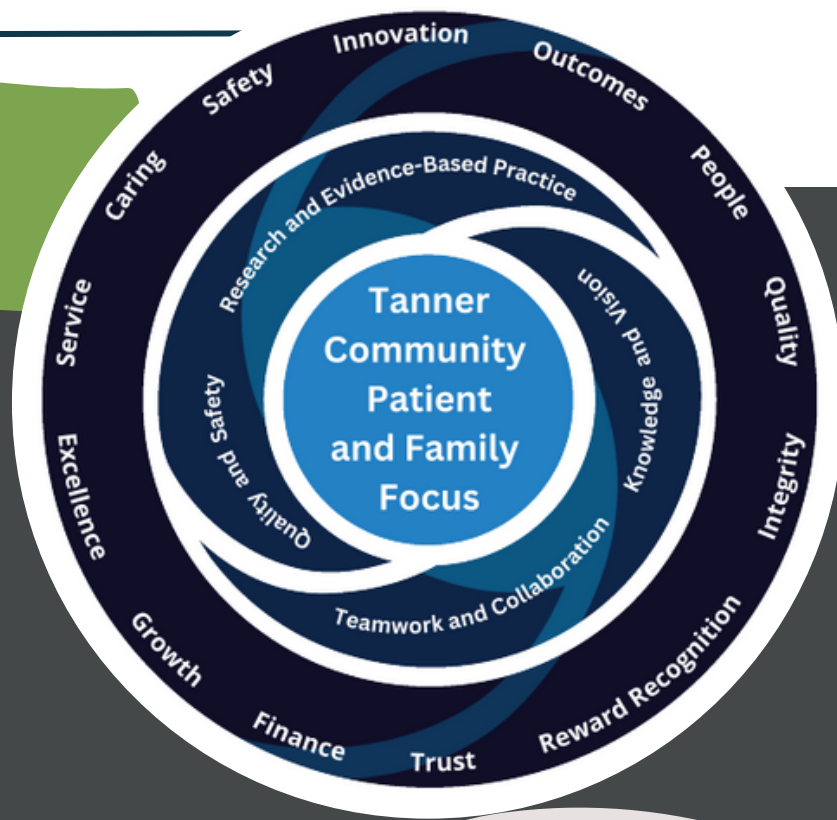 Innovation
Outcomes
People
Quality
Integrity
Reward Recognition
Trust
Finance
Growth
Excellence
Service
Caring
Safety
Research and Evidence-Based Practice
Knowledge and Vision
Teamwork and Collaboration
Quality and Safety
Tanner
Community
Patient
and Family
Focus